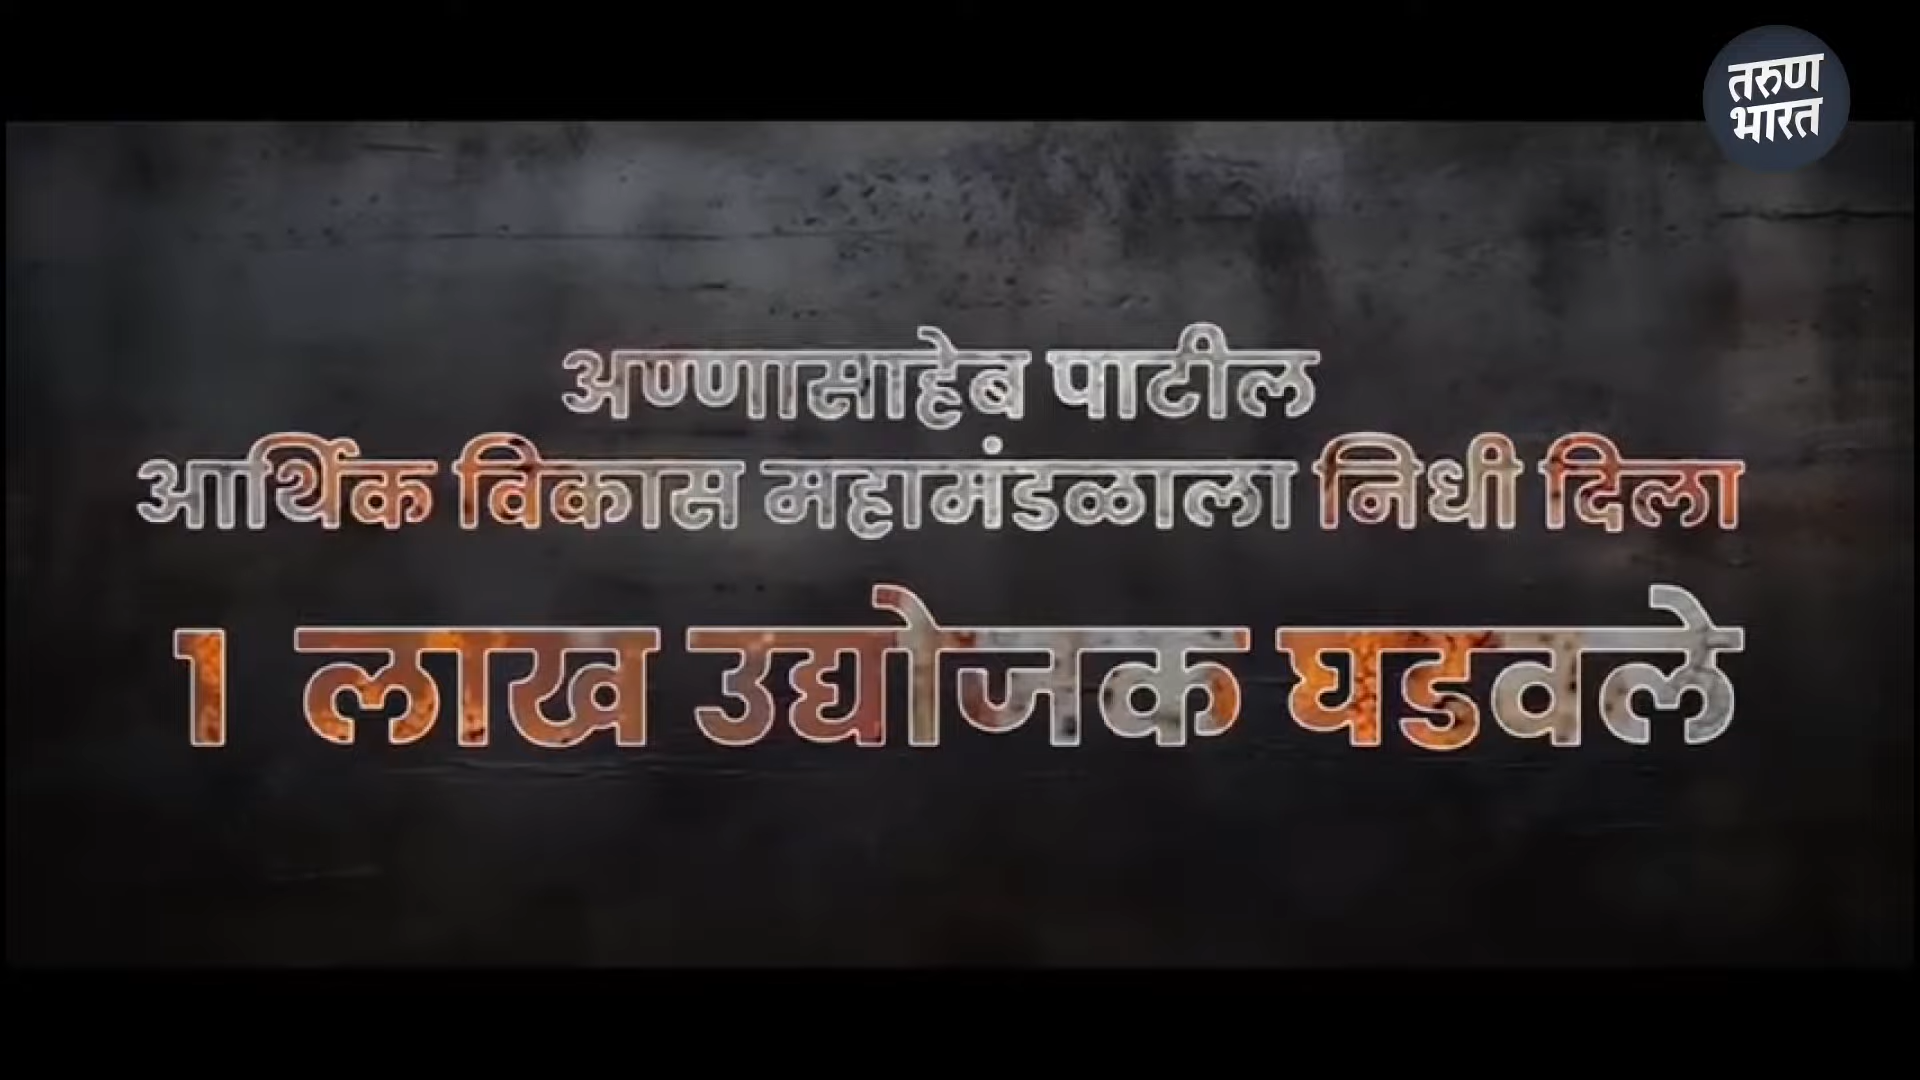 तरुण
भारत
अण्णासाहेब पाटील
आर्थिक विकास महामंडळाला निधी दिला
1 लाख उद्योजक घडवले